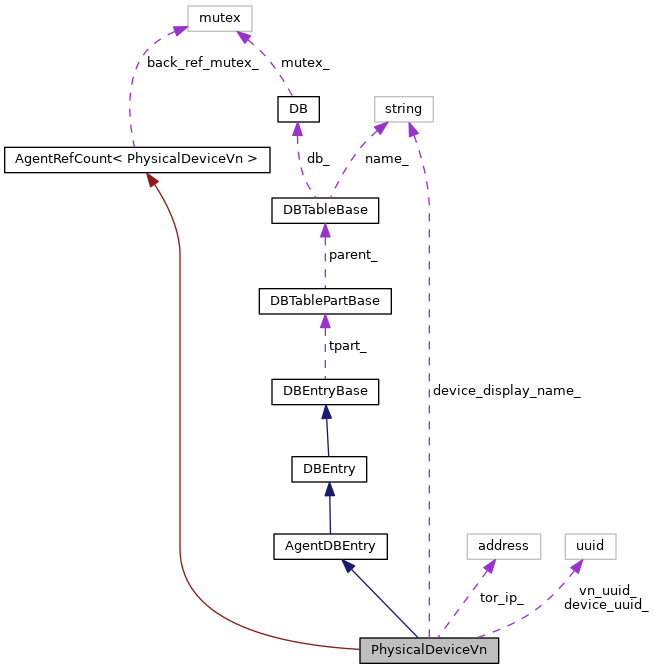 mutex
back_ref_mutex_
mutex_
DB
string
AgentRefCount< PhysicalDeviceVn >
db_
name_
DBTableBase
parent_
DBTablePartBase
tpart_
DBEntryBase
device_display_name_
DBEntry
AgentDBEntry
address
uuid
tor_ip_
vn_uuid_
device_uuid_
PhysicalDeviceVn